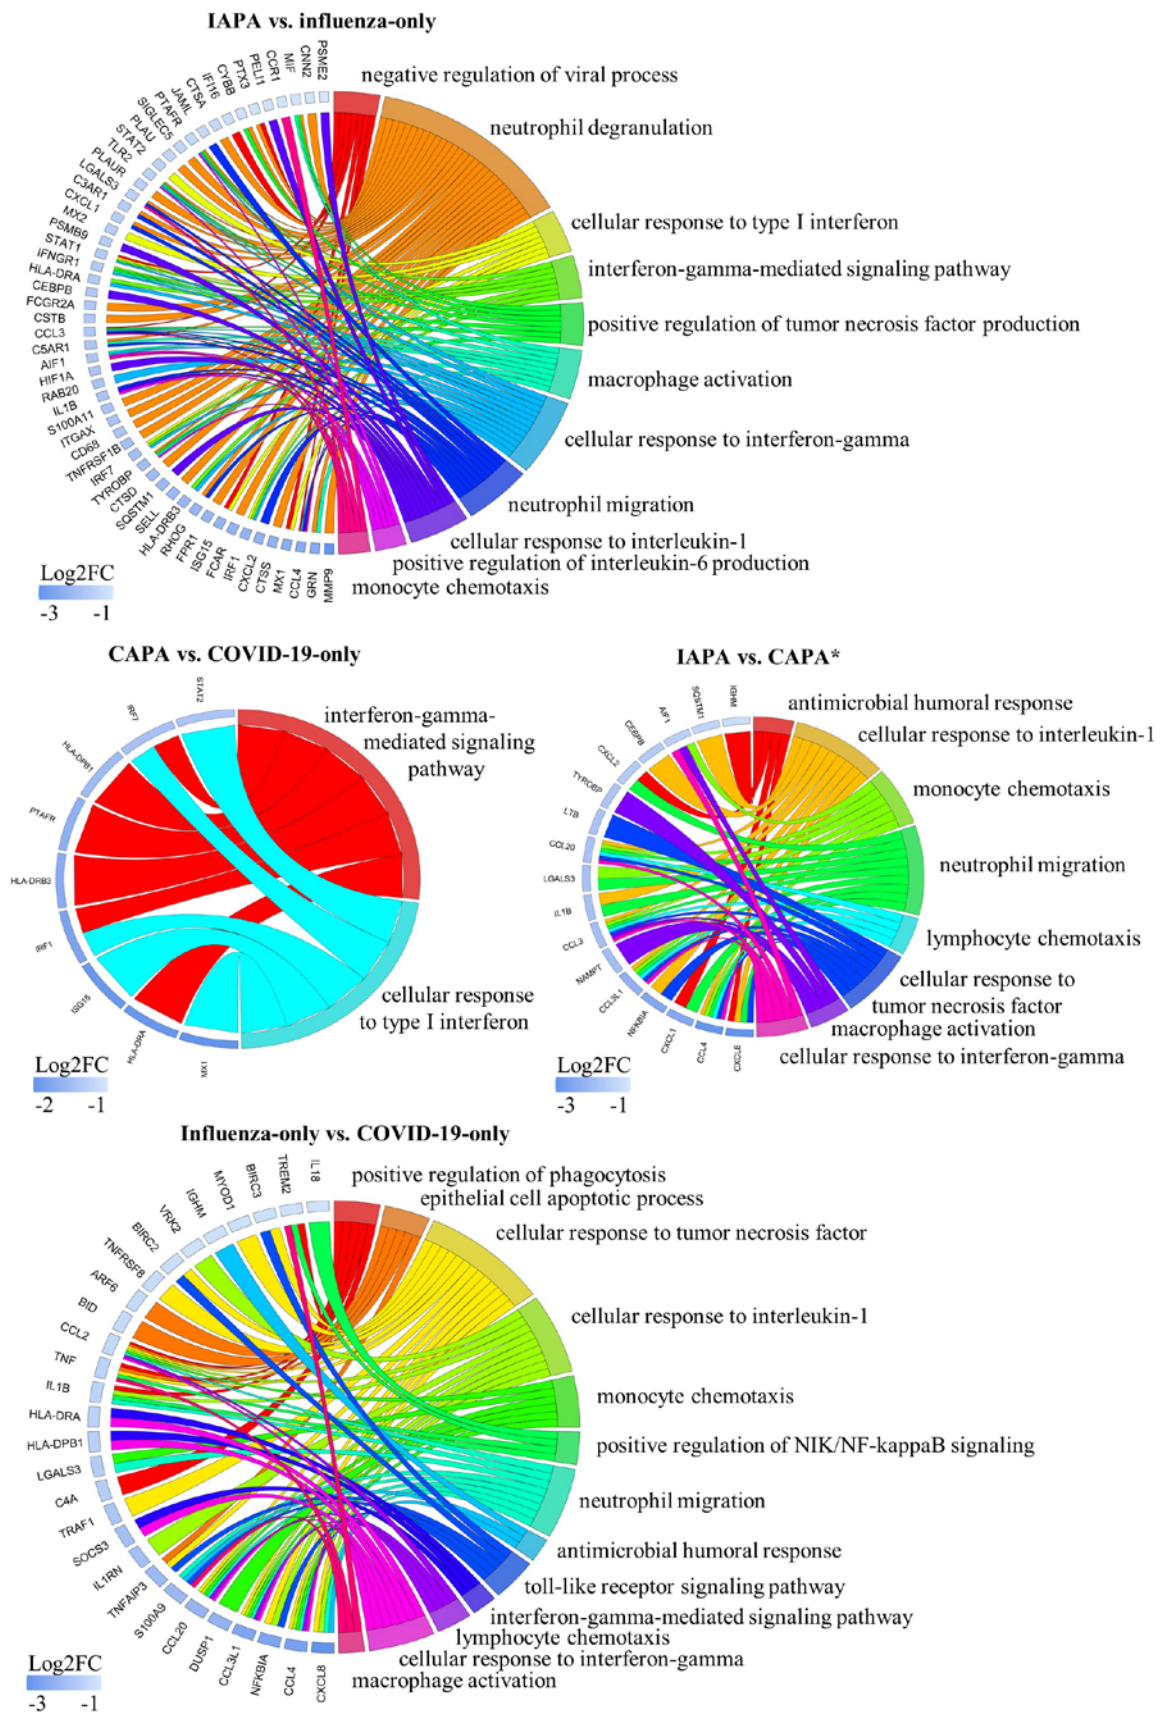 IAPA vs. influenza-only
PSME2
CNN2
MIF
CCR1
PELI1
PTX3
CYBB
IFI16
CTSA
JAML
PTAFR
SIGLEC5
PLAU
STAT2
TLR2
PLAUR
LGALS3
C3AR1
CXCL1
MX2
PSMB9
STAT1
IFNGR1
HLA-DRA
CEBPB
FCGR2A
CSTB
CCL3
C5AR1
AIF1
HIF1A
RAB20
IL1B
S100A11
ITGAX
CD68
TNFRSF1B
IRF7
TYROBP
CTSD
SQSTM1
SELL
HLA-DRB3
RHOG
FPR1
ISG15
FCAR
IRF1
CXCL2
CTSS
MX1
CCL4
GRN
MMP9
negative regulation of viral process
neutrophil degranulation
cellular response to type I interferon
interferon-gamma-mediated signaling pathway
positive regulation of tumor necrosis factor production
macrophage activation
cellular response to interferon-gamma
neutrophil migration
cellular response to interleukin-1
positive regulation of interleukin-6 production
monocyte chemotaxis
Log2FC
-3 -1
CAPA vs. COVID-19-only
STAT2
IRF7
HLA-DPB1
PTAFR
HLA-DRB3
IRF1
ISG15
HLA-DRA
MX1
interferon-gamma-
mediated signaling
pathway
cellular response
to type I interferon
Log2FC
-2 -1
IAPA vs. CAPA*
IGHM
SQSTM1
AIF1
CEBPB
CXCL2
TYROBP
LTB
CCL20
LGALS3
IL1B
CCL3
NAMPT
CCL3L1
NFKBIA
CXCL1
CCL4
CXCL8
antimicrobial humoral response
cellular response to interleukin-1
monocyte chemotaxis
neutrophil migration
lymphocyte chemotaxis
cellular response to
tumor necrosis factor
macrophage activation
cellular response to interferon-gamma
Log2FC
-3 -1
Influenza-only vs. COVID-19-only
IL18
TREM2
BIRC3
MYOD1
IGHM
VRK2
BIRC2
TNFRSF8
ARF6
BID
CCL2
TNF
IL1B
HLA-DRA
HLA-DPB1
LGALS3
C4A
TRAF1
SOCS3
IL1RN
TNFAIP3
S100A9
CCL20
DUSP1
CCL3L1
NFKBIA
CCL4
CXCL8
positive regulation of phagocytosis
epithelial cell apoptotic process
cellular response to tumor necrosis factor
cellular response to interleukin-1
monocyte chemotaxis
positive regulation of NIK/NF-kappaB signaling
neutrophil migration
antimicrobial humoral response
toll-like receptor signaling pathway
interferon-gamma-mediated signaling pathway
lymphocyte chemotaxis
cellular response to interferon-gamma
macrophage activation
Log2FC
-3 -1